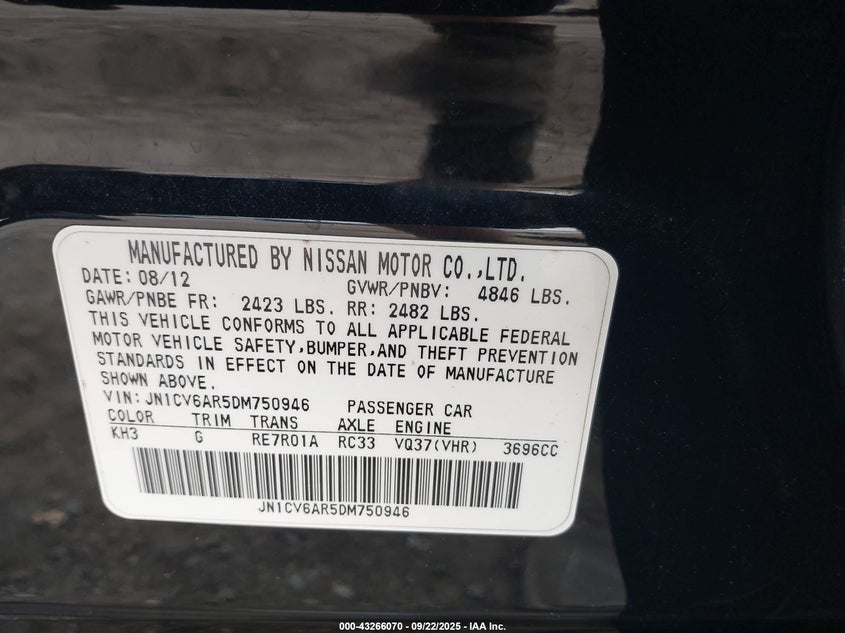 MANUFACTURED BY NISSAN MOTOR CO.,LTD.
DATE: 08/12 GVWR/PNBV: 4846 LBS.
GAWR/PNBE FR: 2423 LBS. RR: 2482 LBS.
THIS VEHICLE CONFORMS TO ALL APPLICABLE FEDERAL
MOTOR VEHICLE SAFETY,BUMPER,AND THEFT PREVENTION
STANDARDS IN EFFECT ON THE DATE OF MANUFACTURE
SHOWN ABOVE.
VIN:JN1CV6AR5DM750946 PASSENGER CAR
COLOR TRIM TRANS AXLE ENGINE
KH3 G RE7R01A RC33 VQ37(VHR) 3696CC
JN1CV6AR5DM750946
000-43266070 - 09/22/2025 - IAA Inc.